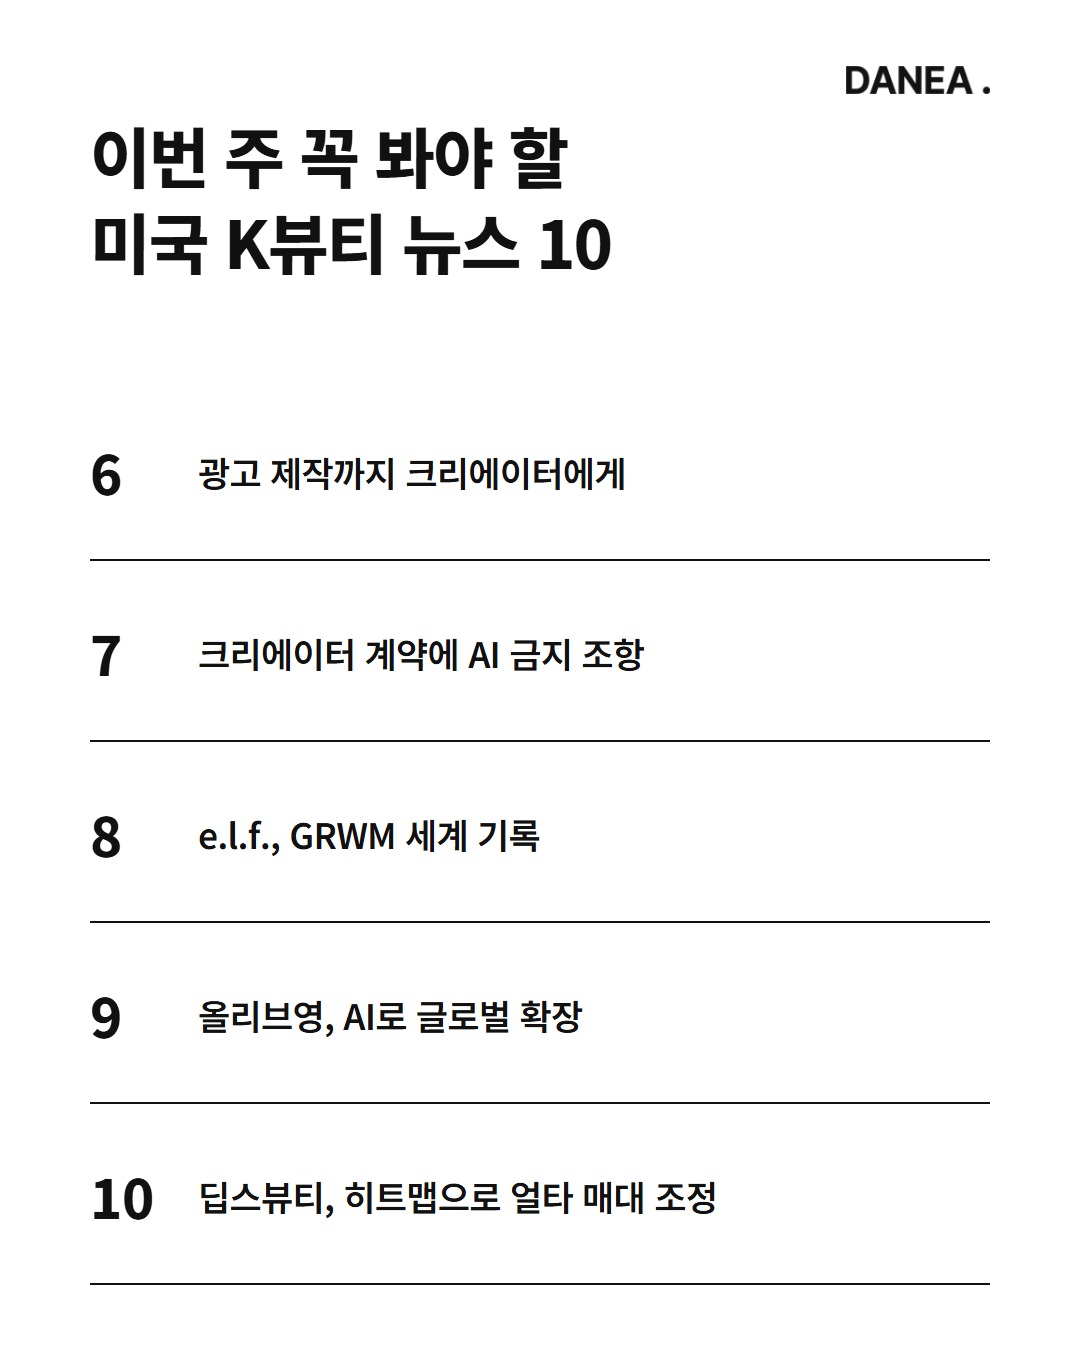 DANEA .
이번 주 꼭 봐야 할
미국 K뷰티 뉴스 10
6 광고 제작까지 크리에이터에게
7 크리에이터 계약에 AI 금지 조항
8 e.l.f., GRWM 세계 기록
9 올리브영, AI로 글로벌 확장
10 딥스뷰티, 히트맵으로 얼타 매대 조정